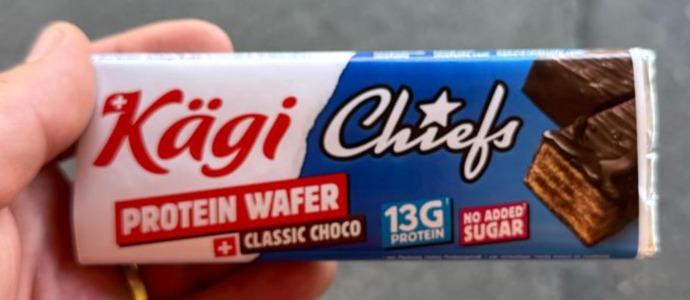 Kägi Chiefs
PROTEIN WAFER
CLASSIC CHOCO
13G
PROTEIN
NO ADDED
SUGAR